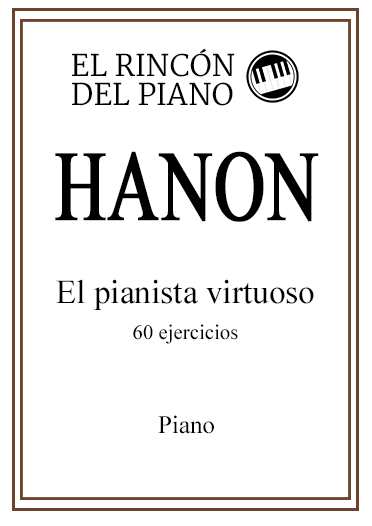 EL RINCÓN
DEL PIANO
HANON
El pianista virtuoso
60 ejercicios
Piano